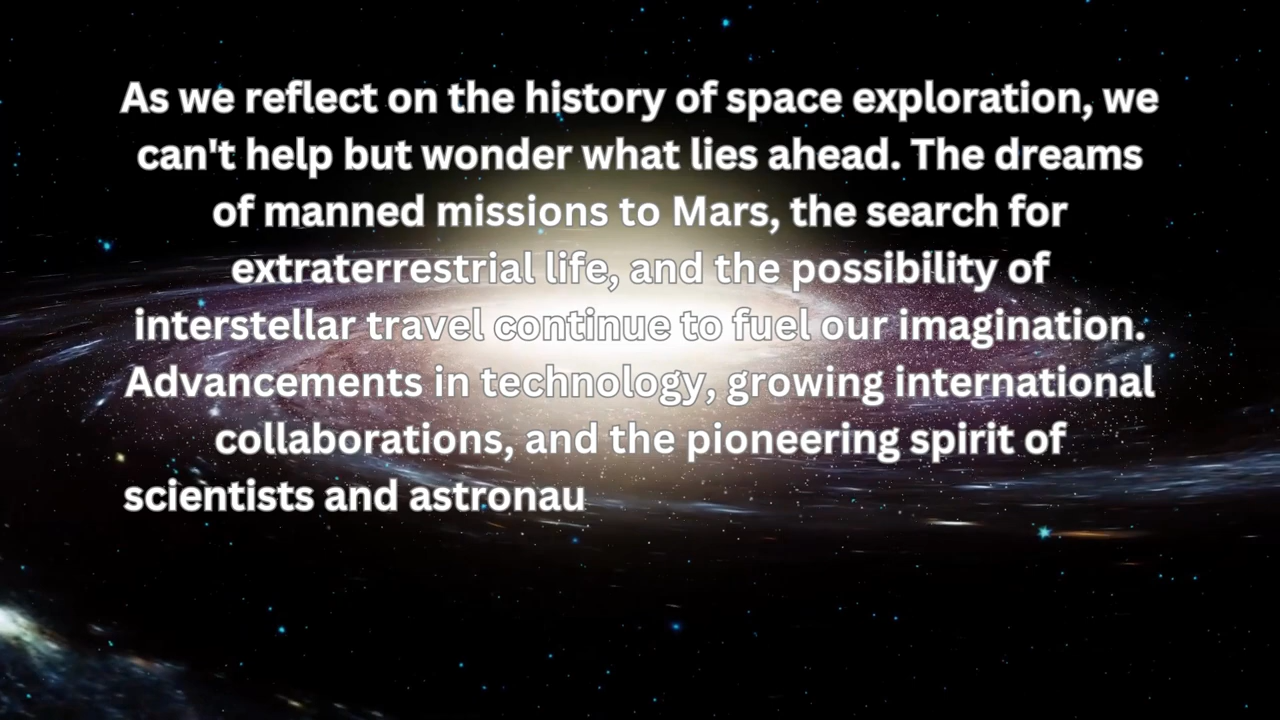 As we reflect on the history of space exploration, we
can't help but wonder what lies ahead. The dreams
of manned missions to Mars, the search for
extraterrestrial life, and the possibility of
interstellar travel continue to fuel our imagination.
Advancements in technology, growing international
collaborations, and the pioneering spirit of
scientists and astronau